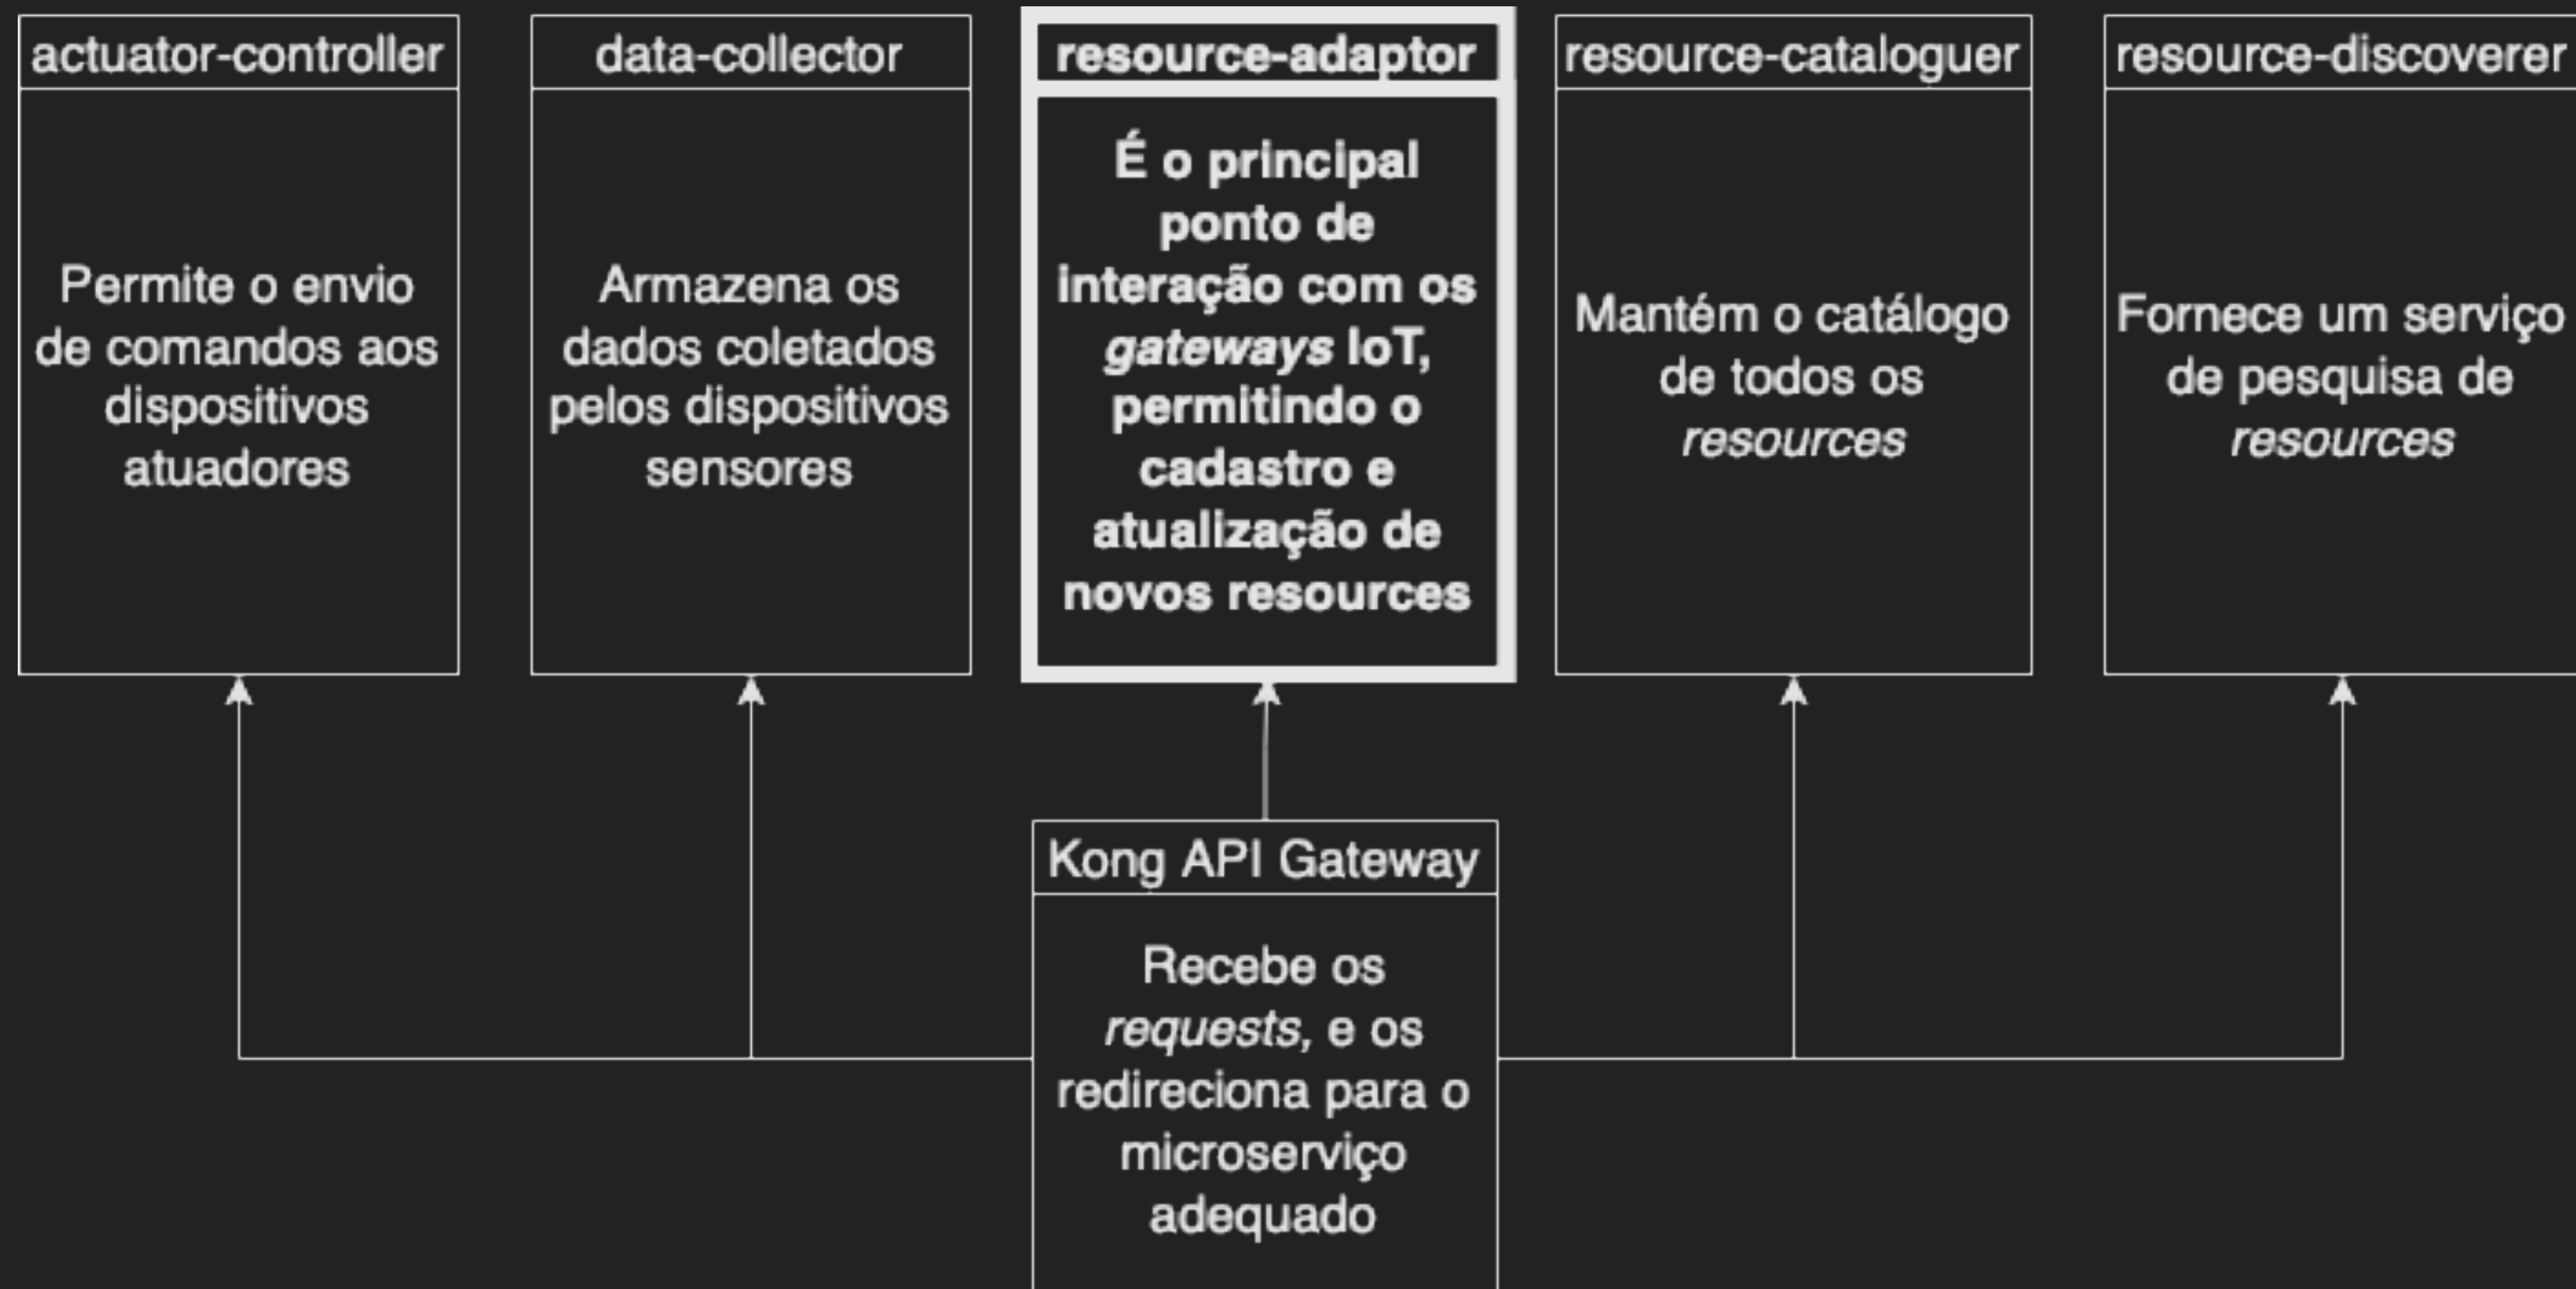 actuator-controller
Permite o envio
de comandos aos
dispositivos
atuadores
data-collector
Armazena os
dados coletados
pelos dispositivos
sensores
resource-adaptor
É o principal
ponto de
interação com os
gateways IoT,
permitindo o
cadastro e
atualização de
novos resources
resource-cataloguer
Mantém o catálogo
de todos os
resources
resource-discoverer
Fornece um serviço
de pesquisa de
resources
Kong API Gateway
Recebe os
requests, e os
redireciona para o
microserviço
adequado